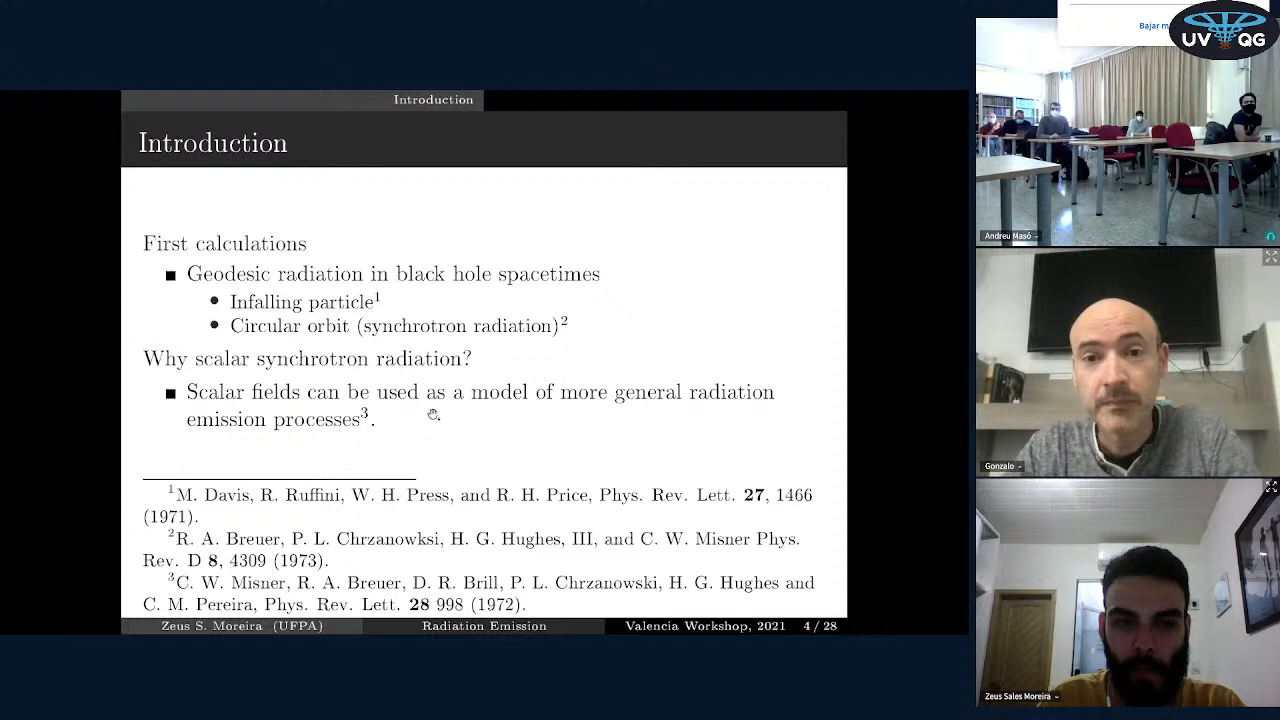 Introduction
Introduction
First calculations
Geodesic radiation in black hole spacetimes
Infalling particle1
Circular orbit (synchrotron radiation)2
Why scalar synchrotron radiation?
Scalar fields can be used as a model of more general radiation
emission processes3.
1M. Davis, R. Ruffini, W. H. Press, and R. H. Price, Phys. Rev. Lett. 27, 1466
(1971).
2R. A. Breuer, P. L. Chrzanowksi, H. G. Hughes, III, and C. W. Misner Phys.
Rev. D 8, 4309 (1973).
3C. W. Misner, R. A. Breuer, D. R. Brill, P. L. Chrzanowski, H. G. Hughes and
C. M. Pereira, Phys. Rev. Lett. 28 998 (1972).
Zeus S. Moreira (UFPA) Radiation Emission Valencia Workshop, 2021 4 / 28
Bajar
UV QG
Andreu Masó
Gonzalo
Zeus Sales Moreira